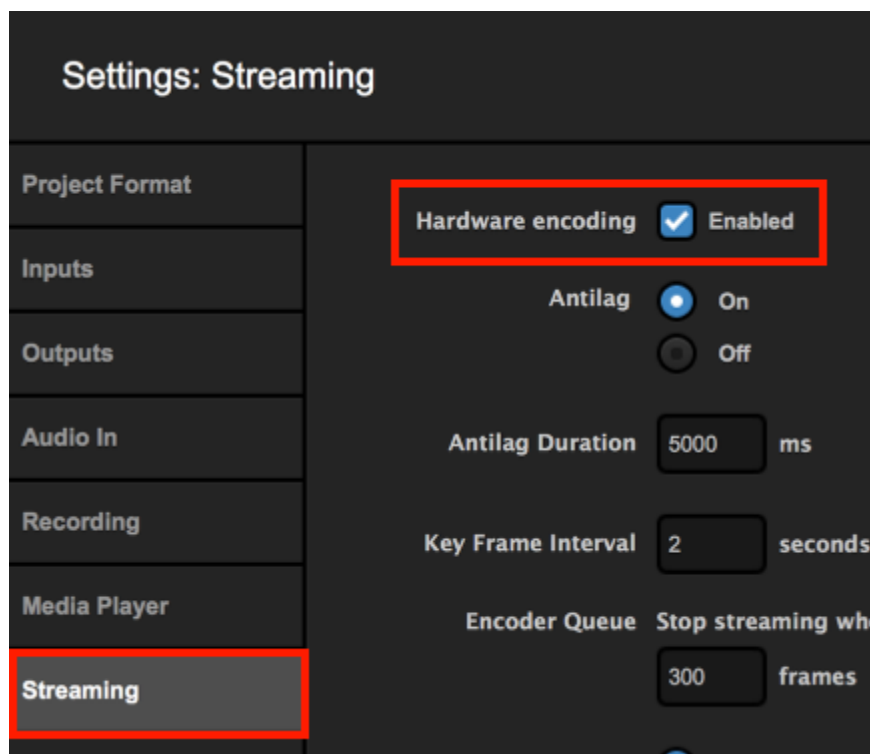 Settings: Streaming
Project Format
Inputs
Outputs
Audio In
Recording
Media Player
Streaming
Hardware encoding Enabled
Antilag On
Off
Antilag Duration 5000 ms
Key Frame Interval 2 seconds
Encoder Queue Stop streaming
300 frames